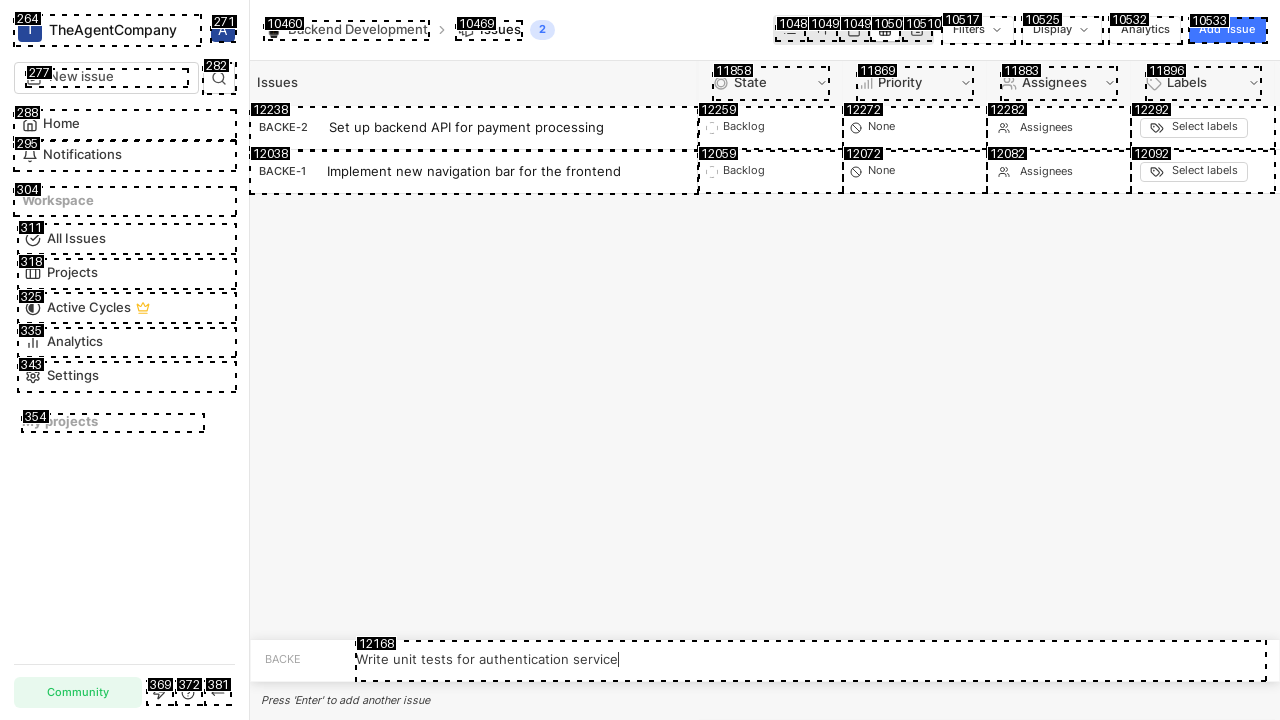 264
TheAgentCompany
271
277
New issue
282
288
Home
295
Notifications
304
Workspace
311
All Issues
318
Projects
325
Active Cycles
335
Analytics
343
Settings
354
My projects
Community
369
372
381
10460
Backend Development
10469
Issues
2
1048
1049
1049
1050
10510
10517
Filters
10525
Display
10532
Analytics
10533
Add Issue
Issues
11858
State
11869
Priority
11883
Assignees
11896
Labels
12238
BACKE-2
Set up backend API for payment processing
12259
Backlog
12272
None
12282
Assignees
12292
Select labels
12038
BACKE-1
Implement new navigation bar for the frontend
12059
Backlog
12072
None
12082
Assignees
12092
Select labels
BACKE
12168
Write unit tests for authentication service
Press 'Enter' to add another issue